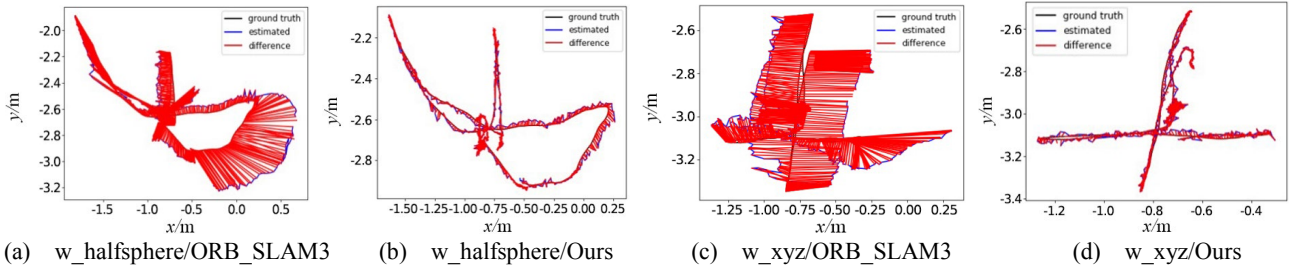 ground truth
estimated
difference
-2.0
-2.2
-2.4
-2.6
-2.8
-3.0
-3.2
y/m
-1.5 -1.0 -0.5 0.0 0.5
x/m
(a) w_halfsphere/ORB_SLAM3
ground truth
estimated
difference
-2.0
-2.2
-2.4
-2.6
-2.8
y/m
-1.50 -1.25 -1.00 -0.75 -0.50 -0.25 0.00 0.25
x/m
(b) w_halfsphere/Ours
ground truth
estimated
difference
-2.6
-2.8
-3.0
-3.2
y/m
-1.25 -1.00 -0.75 -0.50 -0.25 0.00 0.25
x/m
(c) w_xyz/ORB_SLAM3
ground truth
estimated
difference
-2.6
-2.8
-3.0
-3.2
-3.4
y/m
-1.2 -1.0 -0.8 -0.6 -0.4
x/m
(d) w_xyz/Ours